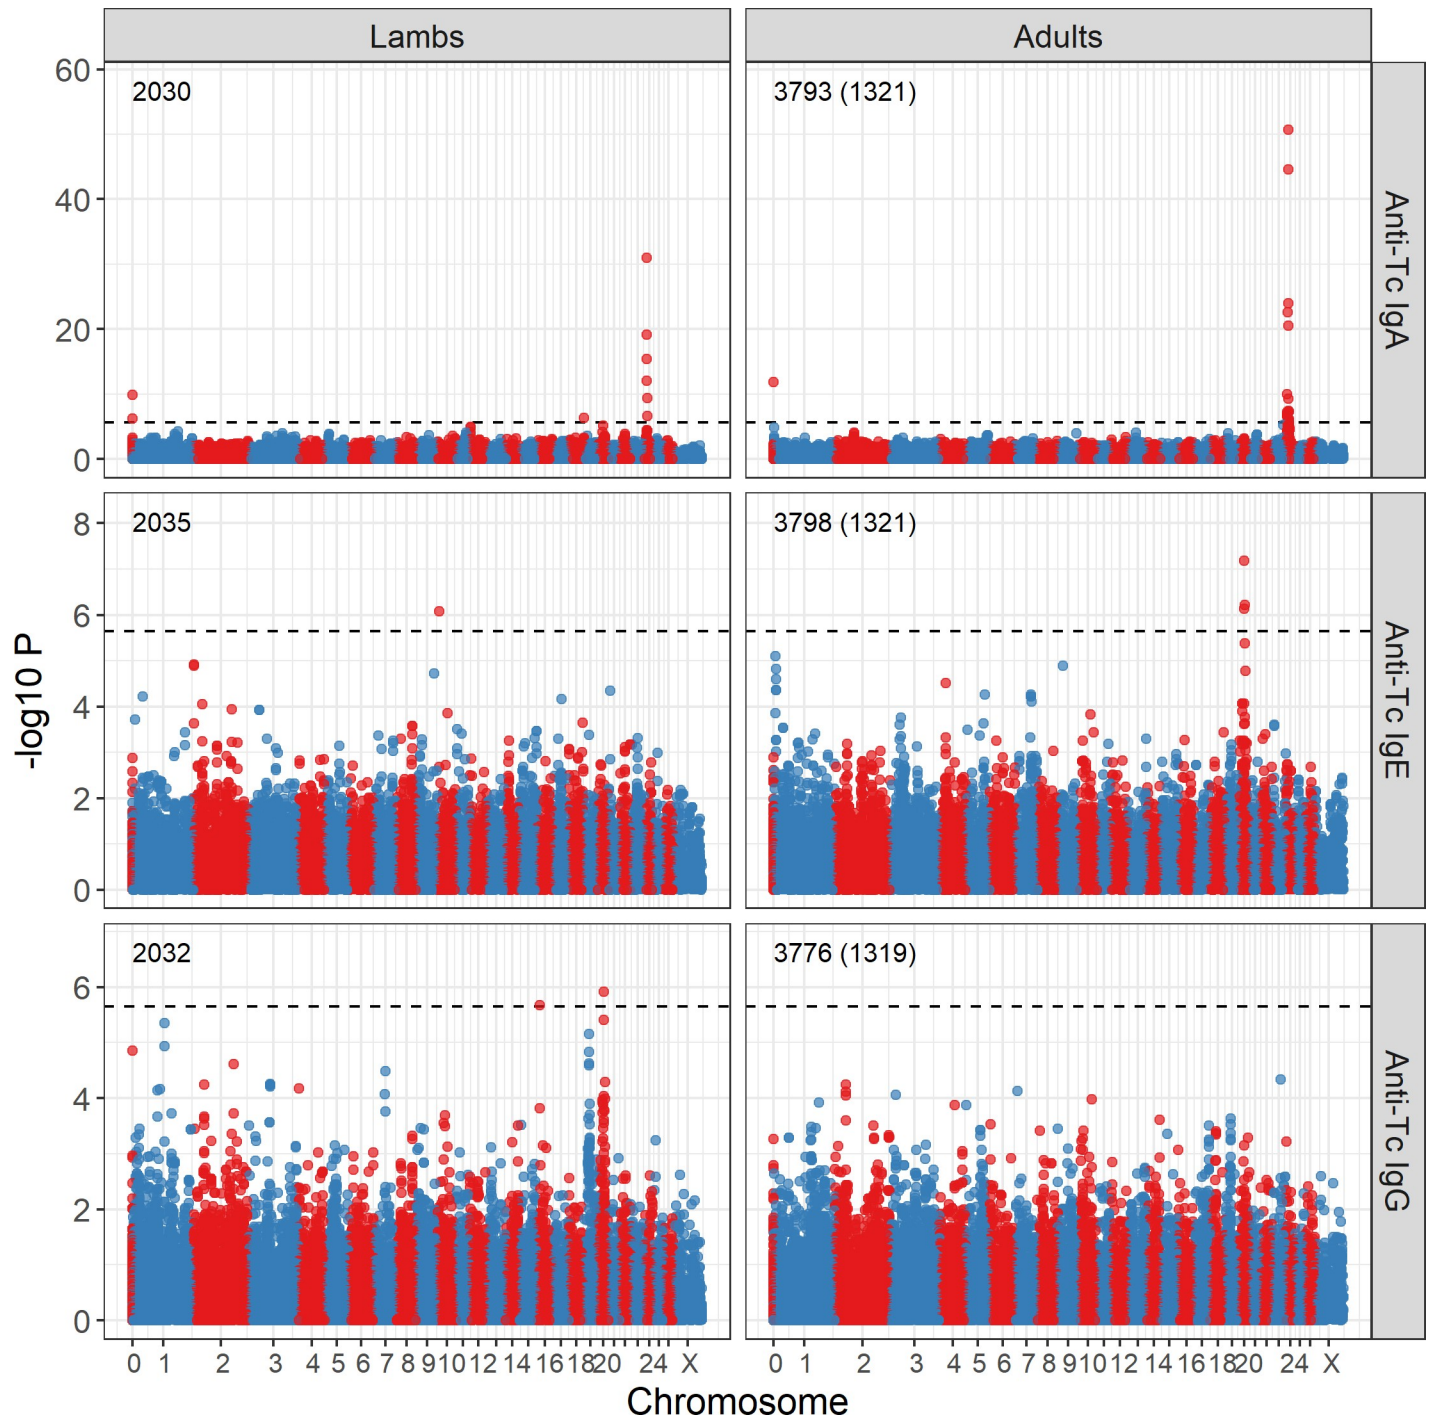 Lambs Adults
60
40
20
0
2030
3793 (1321)
Anti-Tc IgA
8
6
4
2
0
2035
3798 (1321)
Anti-Tc IgE
6
4
2
0
2032
3776 (1319)
Anti-Tc IgG
-log10 P
0 1 2 3 4 5 6 7 8 9 10 12 14 16 18 20 24 X
0 1 2 3 4 5 6 7 8 9 10 12 14 16 18 20 24 X
Chromosome